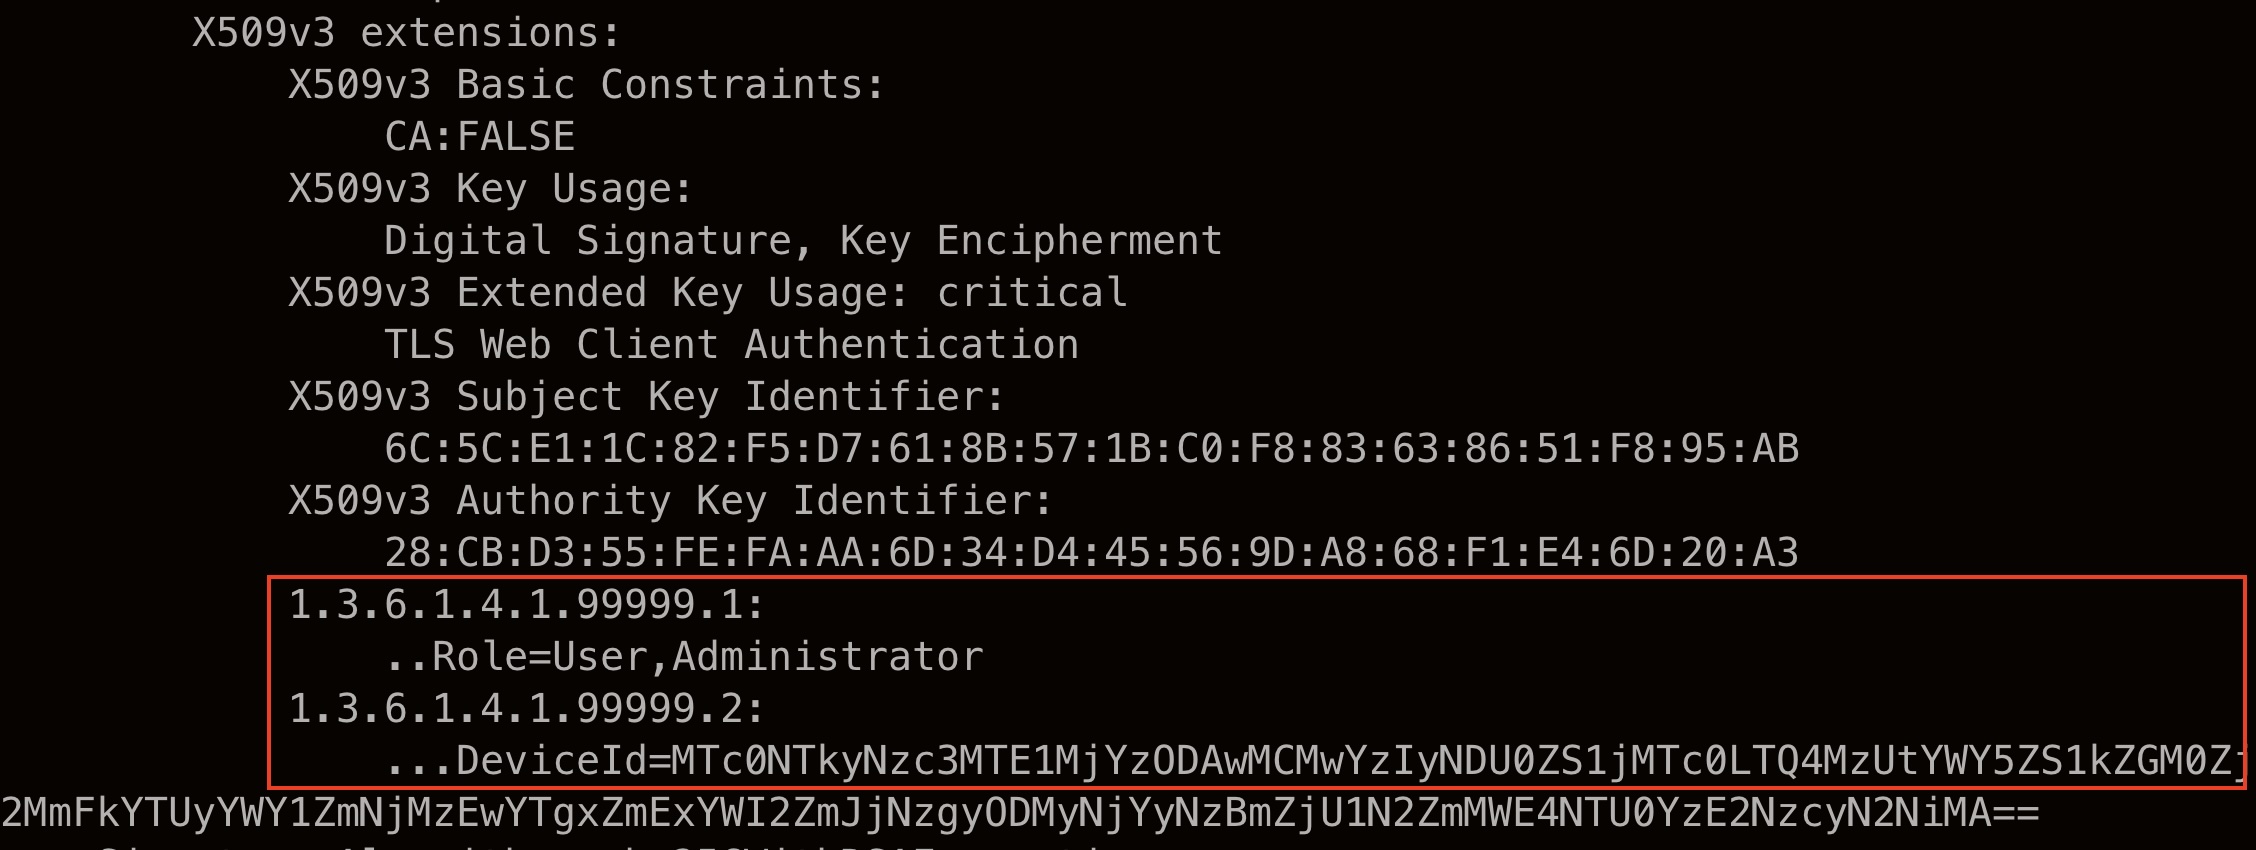 X509v3 extensions:
X509v3 Basic Constraints:
CA:FALSE
X509v3 Key Usage:
Digital Signature, Key Encipherment
X509v3 Extended Key Usage: critical
TLS Web Client Authentication
X509v3 Subject Key Identifier:
6C:5C:E1:1C:82:F5:D7:61:8B:57:1B:C0:F8:83:63:86:51:F8:95:AB
X509v3 Authority Key Identifier:
28:CB:D3:55:FE:FA:AA:6D:34:D4:45:56:9D:A8:68:F1:E4:6D:20:A3
1.3.6.1.4.1.99999.1:
..Role=User,Administrator
1.3.6.1.4.1.99999.2:
...DeviceId=MTc0NTkyNzc3MTE1MjYzODAwMCMwYzIyNDU0ZS1jMTc0LTQ4MzUtYWY5ZS1kZGM0Zj
2MmFkYTUyYWY1ZmNjMzEwYTgxZmExYWI2ZmJjNzgyODMyNjYyNzBmZjU1N2ZmMWE4NTU0YzE2NzcyN2NiMA==